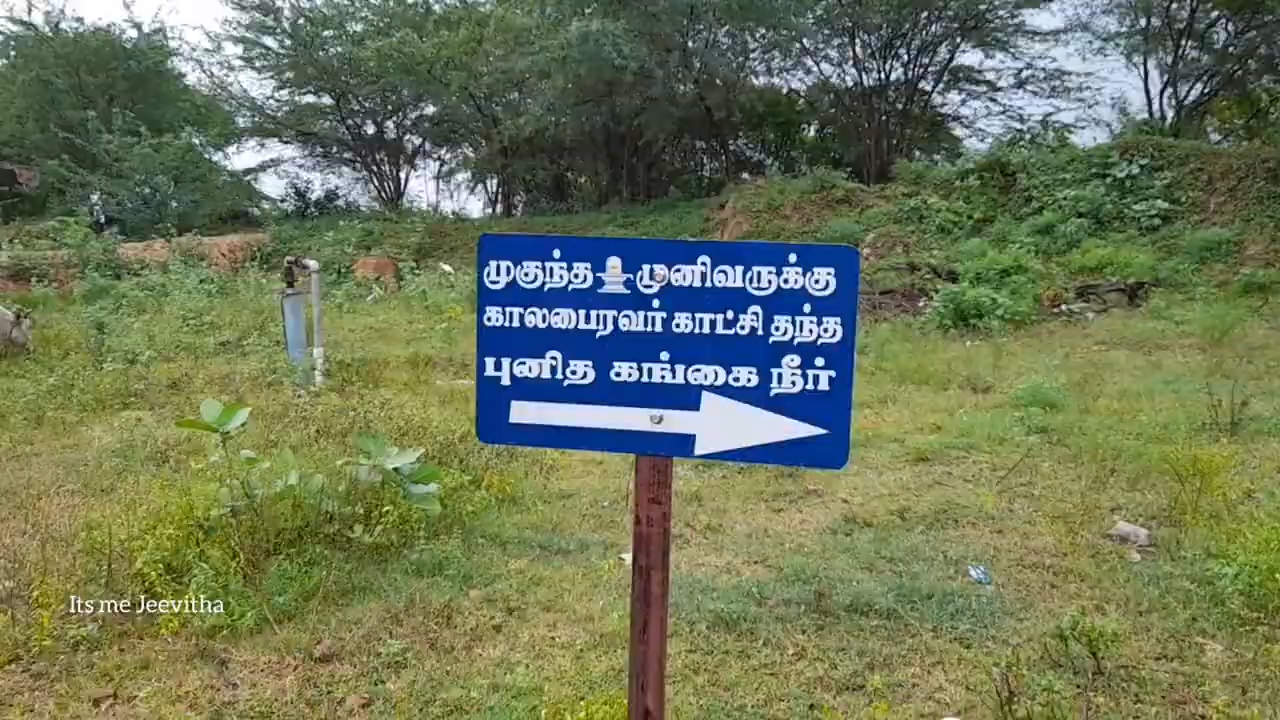 முகுந்த முனிவருக்கு
காலபைரவர் காட்சி தந்த
புனித கங்கை நீர்
Its me Jeevitha